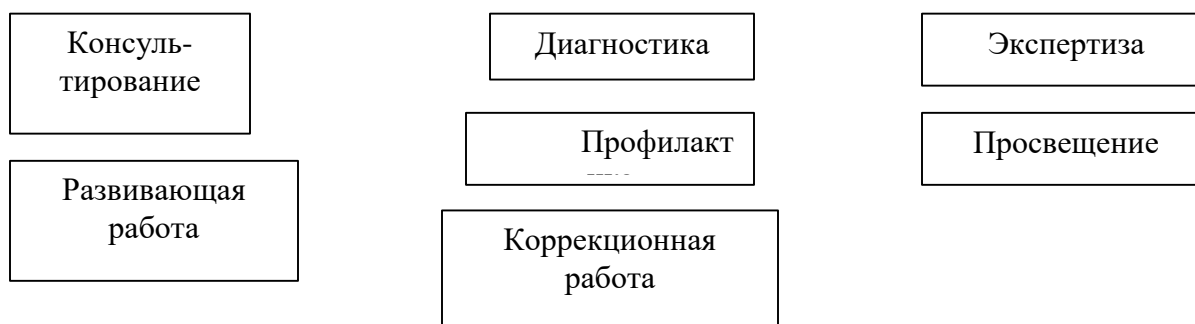 Консуль-
тирование
Диагностика
Экспертиза
Профилакт
Просвещение
Развивающая
работа
Коррекционная
работа